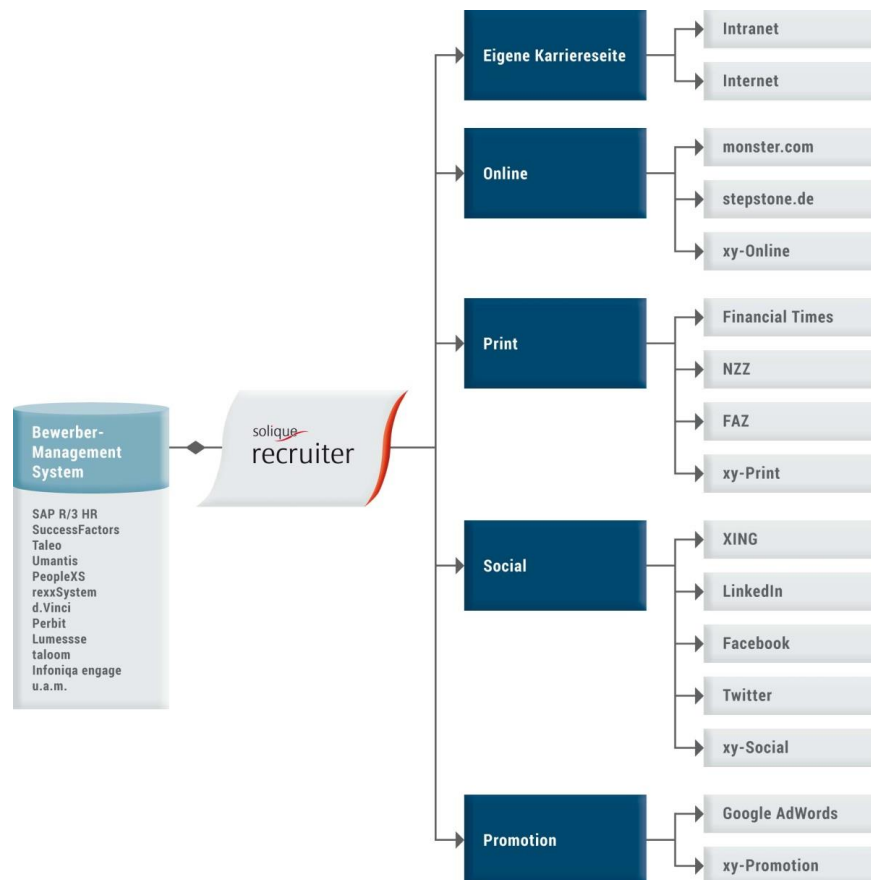 Eigene Karriereseite
Intranet
Internet
Online
monster.com
stepstone.de
xy-Online
Print
Financial Times
NZZ
FAZ
xy-Print
Bewerber-
Management
System
SAP R/3 HR
SuccessFactors
Taleo
Umantis
PeopleXS
rexxSystem
d.Vinci
Perbit
Lumessse
taloom
Infoniqa engage
u.a.m.
solique
recruiter
Social
XING
LinkedIn
Facebook
Twitter
xy-Social
Promotion
Google AdWords
xy-Promotion